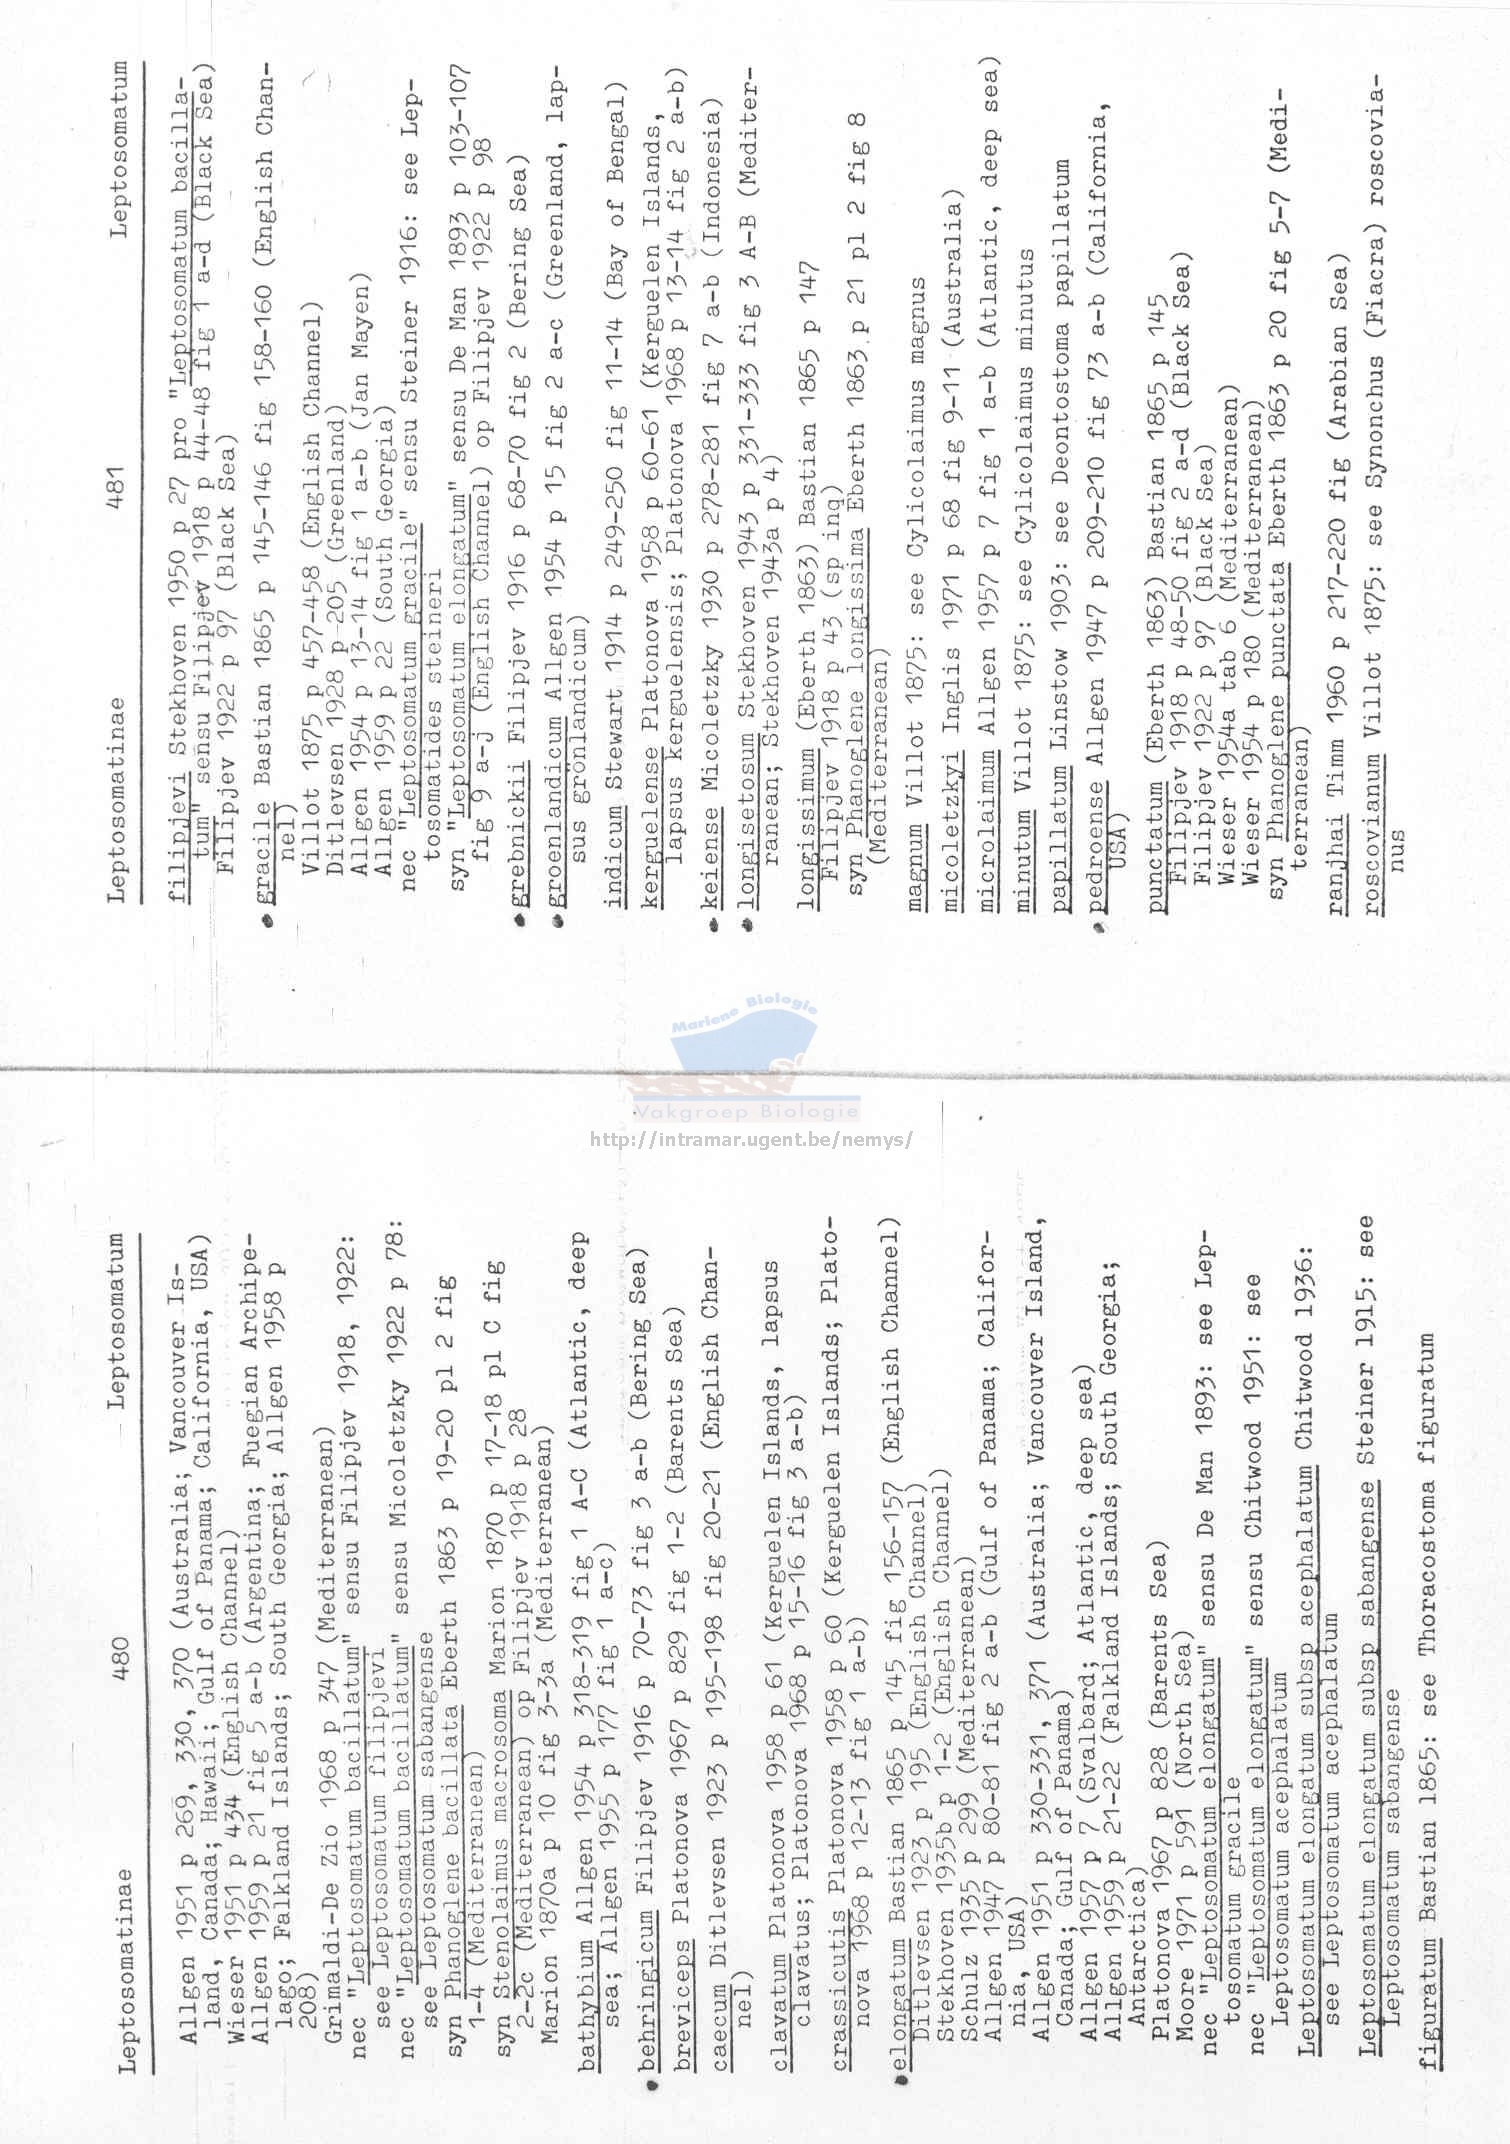 Leptosomatinae 480 Leptosomatum
Allgen 1951 p 269, 330, 370 (Australia; Vancouver Is-
land, Canada; Hawaii; Gulf of Panama; California, USA)
Wieser 1951 p 434 (English Channel)
Allgen 1959 p 21 fig 5 a-b (Argentina; Fuegian Archipe-
lago; Falkland Islands; South Georgia; Allgen 1958 p
208)
Grimaldi-De Zio 1968 p 347 (Mediterranean)
nec "Leptosomatum bacillatum" sensu Filipjev 1918, 1922:
see Leptosomatum filipjevi
nec "Leptosomatum bacillatum" sensu Micoletzky 1922 p 78:
see Leptosomatum sabangense
syn Phanoglene bacillata Eberth 1863 p 19-20 pl 2 fig
1-4 (Mediterranean)
syn Stenolaimus macrosoma Marion 1870 p 17-18 pl C fig
2-2c (Mediterranean) op Filipjev 1918 p 28
Marion 1870a p 10 fig 3-3a (Mediterranean)
bathybium Allgen 1954 p 318-319 fig 1 A-C (Atlantic, deep
sea; Allgen 1955 p 177 fig 1 a-c)
behringicum Filipjev 1916 p 70-73 fig 3 a-b (Bering Sea)
breviceps Platonova 1967 p 829 fig 1-2 (Barents Sea)
caecum Ditlevsen 1923 p 195-198 fig 20-21 (English Chan-
nel)
clavatum Platonova 1958 p 61 (Kerguelen Islands, lapsus
clavatus; Platonova 1968 p 15-16 fig 3 a-b)
crassicutis Platonova 1958 p 60 (Kerguelen Islands; Plato-
nova 1968 p 12-13 fig 1 a-b)
elongatum Bastian 1865 p 145 fig 156-157 (English Channel)
Ditlevsen 1923 p 195 (English Channel)
Stekhoven 1935b p 1-2 (English Channel)
Schulz 1935 p 299 (Mediterranean)
Allgen 1947 p 80-81 fig 2 a-b (Gulf of Panama; Califor-
nia, USA)
Allgen 1951 p 330-331, 371 (Australia; Vancouver Island,
Canada; Gulf of Panama)
Allgen 1957 p 7 (Svalbard; Atlantic, deep sea)
Allgen 1959 p 21-22 (Falkland Islands; South Georgia;
Antarctica)
Platonova 1967 p 828 (Barents Sea)
Moore 1971 p 591 (North Sea)
nec "Leptosomatum elongatum" sensu De Man 1893: see Lep-
tosomatum gracile
nec "Leptosomatum elongatum" sensu Chitwood 1951: see
Leptosomatum acephalatum
Leptosomatum elongatum subsp acephalatum Chitwood 1936:
see Leptosomatum acephalatum
Leptosomatum elongatum subsp sabangense Steiner 1915: see
Leptosomatum sabangense
figuratum Bastian 1865: see Thoracostoma figuratum
Leptosomatinae 481 Leptosomatum
filipjevi Stekhoven 1950 p 27 pro "Leptosomatum bacilla-
tum" sensu Filipjev 1918 p 44-48 fig 1 a-d (Black Sea)
Filipjev 1922 p 97 (Black Sea)
gracile Bastian 1865 p 145-146 fig 158-160 (English Chan-
nel)
Villot 1875 p 457-458 (English Channel)
Ditlevsen 1928 p 205 (Greenland)
Allgen 1954 p 13-14 fig 1 a-b (Jan Mayen)
Allgen 1959 p 22 (South Georgia)
nec "Leptosomatum gracile" sensu Steiner 1916: see Lep-
tosomatides steineri
syn "Leptosomatum elongatum" sensu De Man 1893 p 103-107
fig 9 a-j (English Channel) op Filipjev 1922 p 98
grebnickii Filipjev 1916 p 68-70 fig 2 (Bering Sea)
groenlandicum Allgen 1954 p 15 fig 2 a-c (Greenland, lap-
sus grönlandicum)
indicum Stewart 1914 p 249-250 fig 11-14 (Bay of Bengal)
kerguelense Platonova 1958 p 60-61 (Kerguelen Islands,
lapsus kerguelensis; Platonova 1968 p 13-14 fig 2 a-b)
keiense Micoletzky 1930 p 278-281 fig 7 a-b (Indonesia)
longisetosum Stekhoven 1943 p 331-333 fig 3 A-B (Mediter-
ranean; Stekhoven 1943a p 4)
longissimum (Eberth 1863) Bastian 1865 p 147
Filipjev 1918 p 43 (sp inq)
syn Phanoglene longissima Eberth 1863 p 21 pl 2 fig 8
(Mediterranean)
magnum Villot 1875: see Cylicolaimus magnus
micoletzkyi Inglis 1971 p 68 fig 9-11 (Australia)
microlaimum Allgen 1957 p 7 fig 1 a-b (Atlantic, deep sea)
minutum Villot 1875: see Cylicolaimus minutus
papillatum Linstow 1903: see Deontostoma papillatum
pedroense Allgen 1947 p 209-210 fig 73 a-b (California,
USA)
punctatum (Eberth 1863) Bastian 1865 p 145
Filipjev 1918 p 48-50 fig 2 a-d (Black Sea)
Filipjev 1922 p 97 (Black Sea)
Wieser 1954a tab 6 (Mediterranean)
Wieser 1954 p 180 (Mediterranean)
syn Phanoglene punctata Eberth 1863 p 20 fig 5-7 (Medi-
terranean)
ranjhai Timm 1960 p 217-220 fig (Arabian Sea)
roscovianum Villot 1875: see Synonchus (Fiacra) roscovia-
nus
Mariene Biologie
Vakgroep Biologie
http://intramar.ugent.be/nemys/